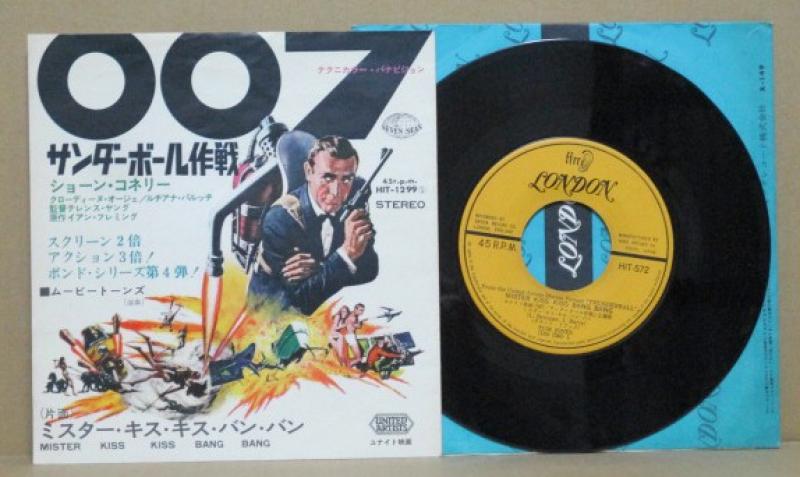 007
テクニカラー・パナビジョン
SEVEN SEAS
サンダーボール作戦
ショーン・コネリー
クローディーヌ・オージェ/ルチアナ・パルッチ
監督テレンス・ヤング
原作イアン・フレミング
45r.p.m.
HIT-1299
STEREO
スクリーン2倍
アクション3倍!
ボンド・シリーズ第4弾!
■ムービートーンズ
(片面)
ミスター・キス・キス・バン・バン
MISTER KISS KISS BANG BANG
UNITED ARTISTS
ユナイト映画
ffrr
LONDON
45 R.P.M.
HIT-572
MISTER KISS KISS BANG BANG
LONDON